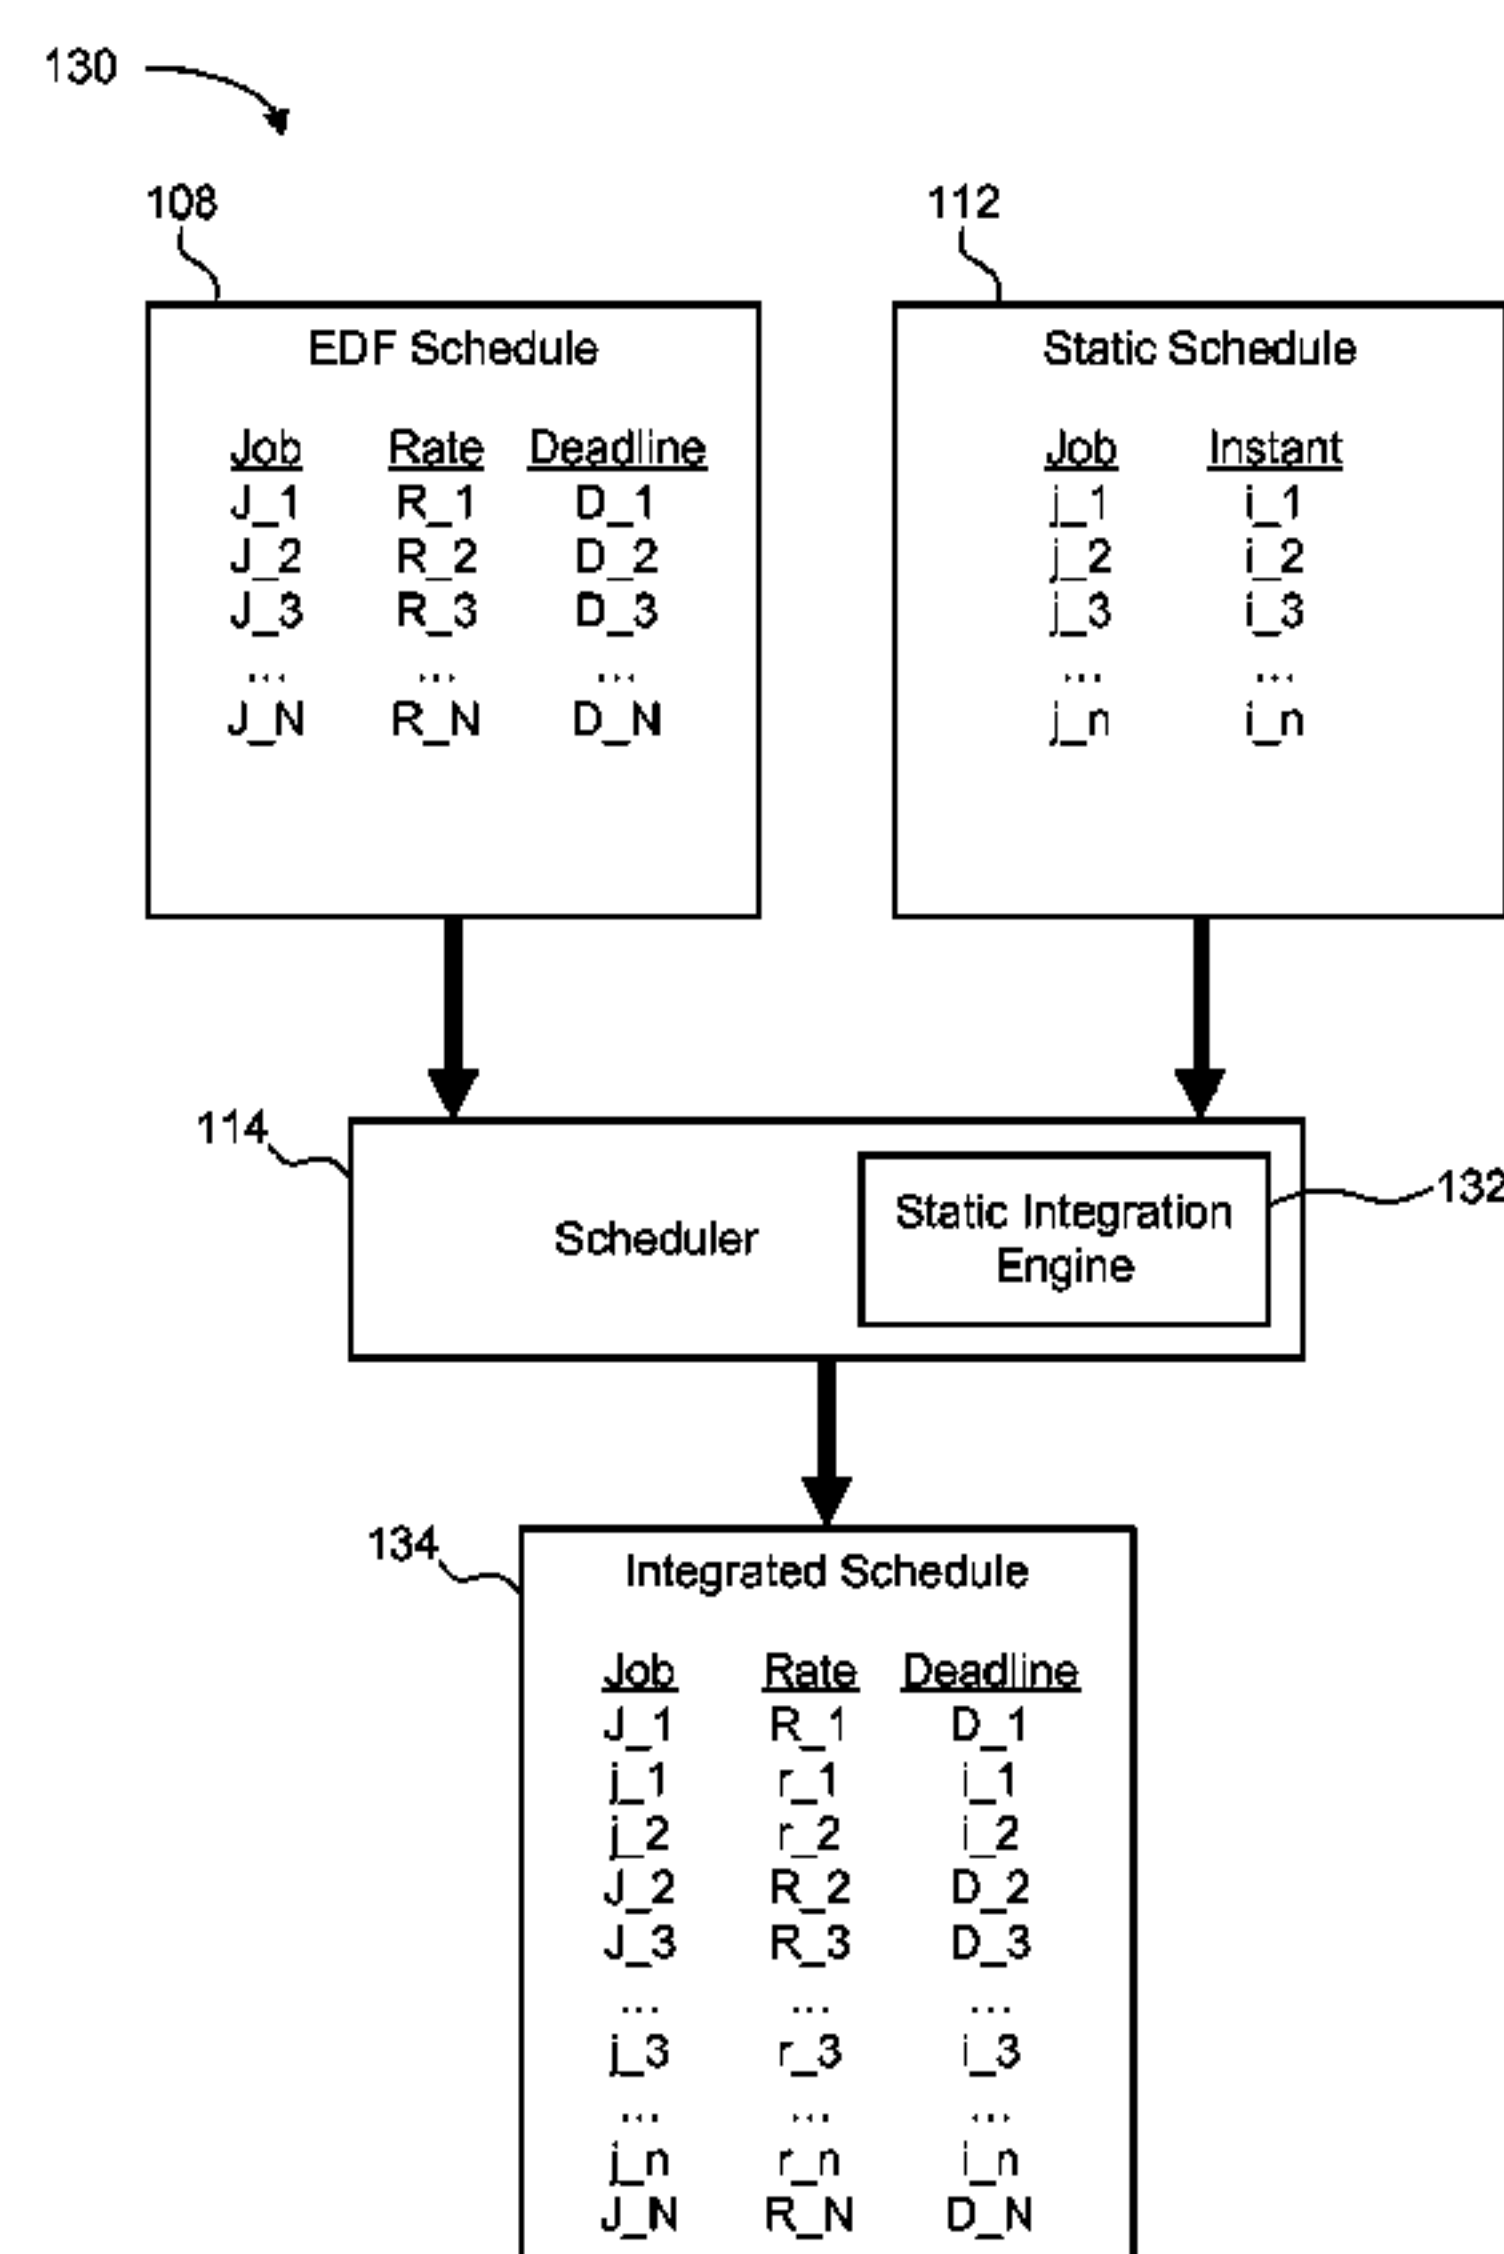 130
108
112
EDF Schedule
Job Rate Deadline
J_1 R_1 D_1
J_2 R_2 D_2
J_3 R_3 D_3
... ... ...
J_N R_N D_N
Static Schedule
Job Instant
j_1 i_1
j_2 i_2
j_3 i_3
... ...
j_n i_n
114
Scheduler
Static Integration
Engine
132
134
Integrated Schedule
Job Rate Deadline
J_1 R_1 D_1
j_1 r_1 i_1
j_2 r_2 i_2
J_2 R_2 D_2
J_3 R_3 D_3
... ... ...
j_3 r_3 i_3
... ... ...
j_n r_n i_n
J_N R_N D_N